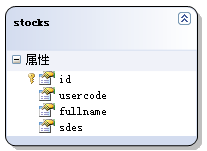 stocks
属性
id
usercode
fullname
sdes